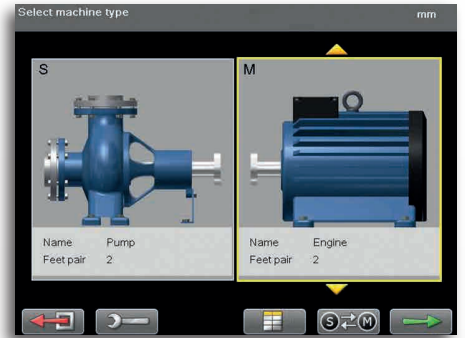 Select machine type
mm
S
M
Name Pump
Feet pair 2
Name Engine
Feet pair 2
S M